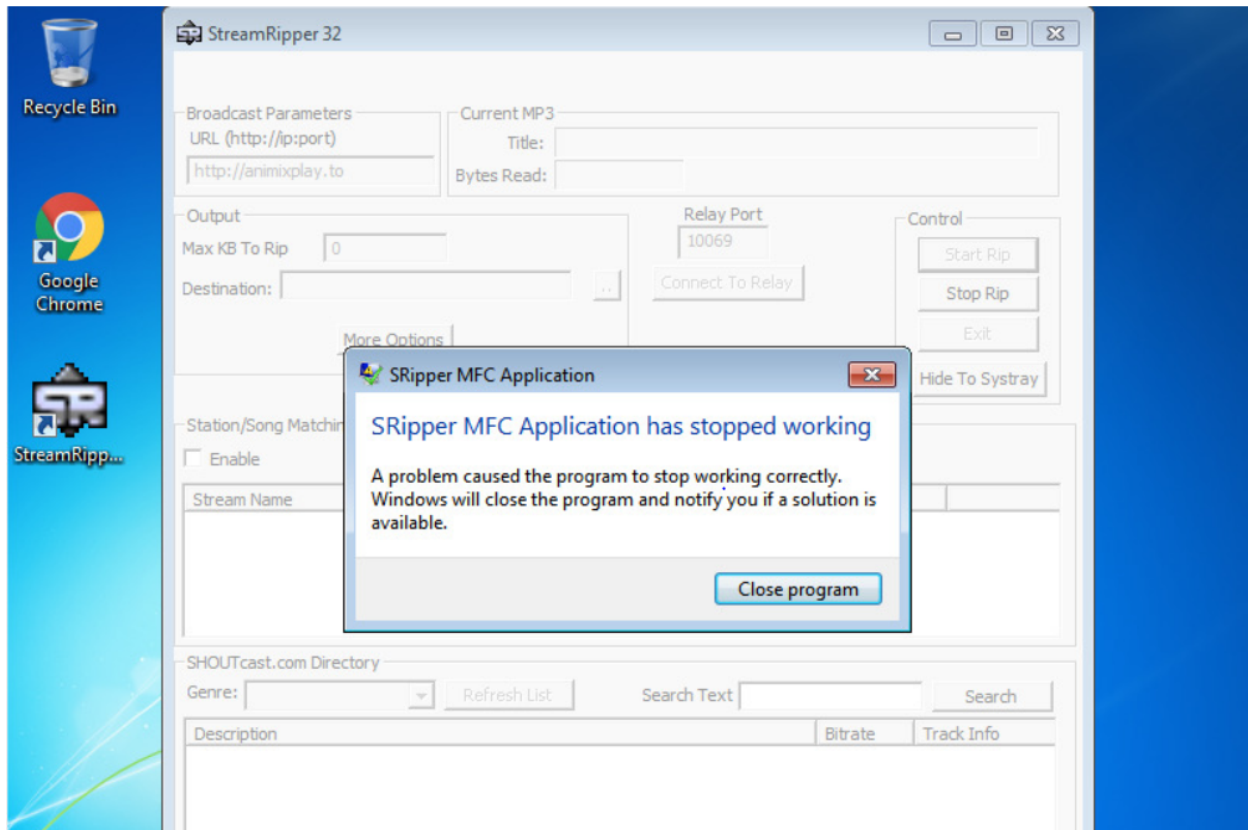 Recycle Bin
Google
Chrome
StreamRipp...
StreamRipper 32
Broadcast Parameters
URL (http://ip:port)
http://animixplay.to
Current MP3
Title:
Bytes Read:
Output
Max KB To Rip
0
Destination:
..
More Options
Relay Port
10069
Connect To Relay
Control
Start Rip
Stop Rip
Exit
Hide To Systray
Station/Song Matchin
Enable
Stream Name
SRipper MFC Application
SRipper MFC Application has stopped working
A problem caused the program to stop working correctly.
Windows will close the program and notify you if a solution is
available.
Close program
SHOUTcast.com Directory
Genre:
Refresh List
Search Text
Search
Description
Bitrate
Track Info